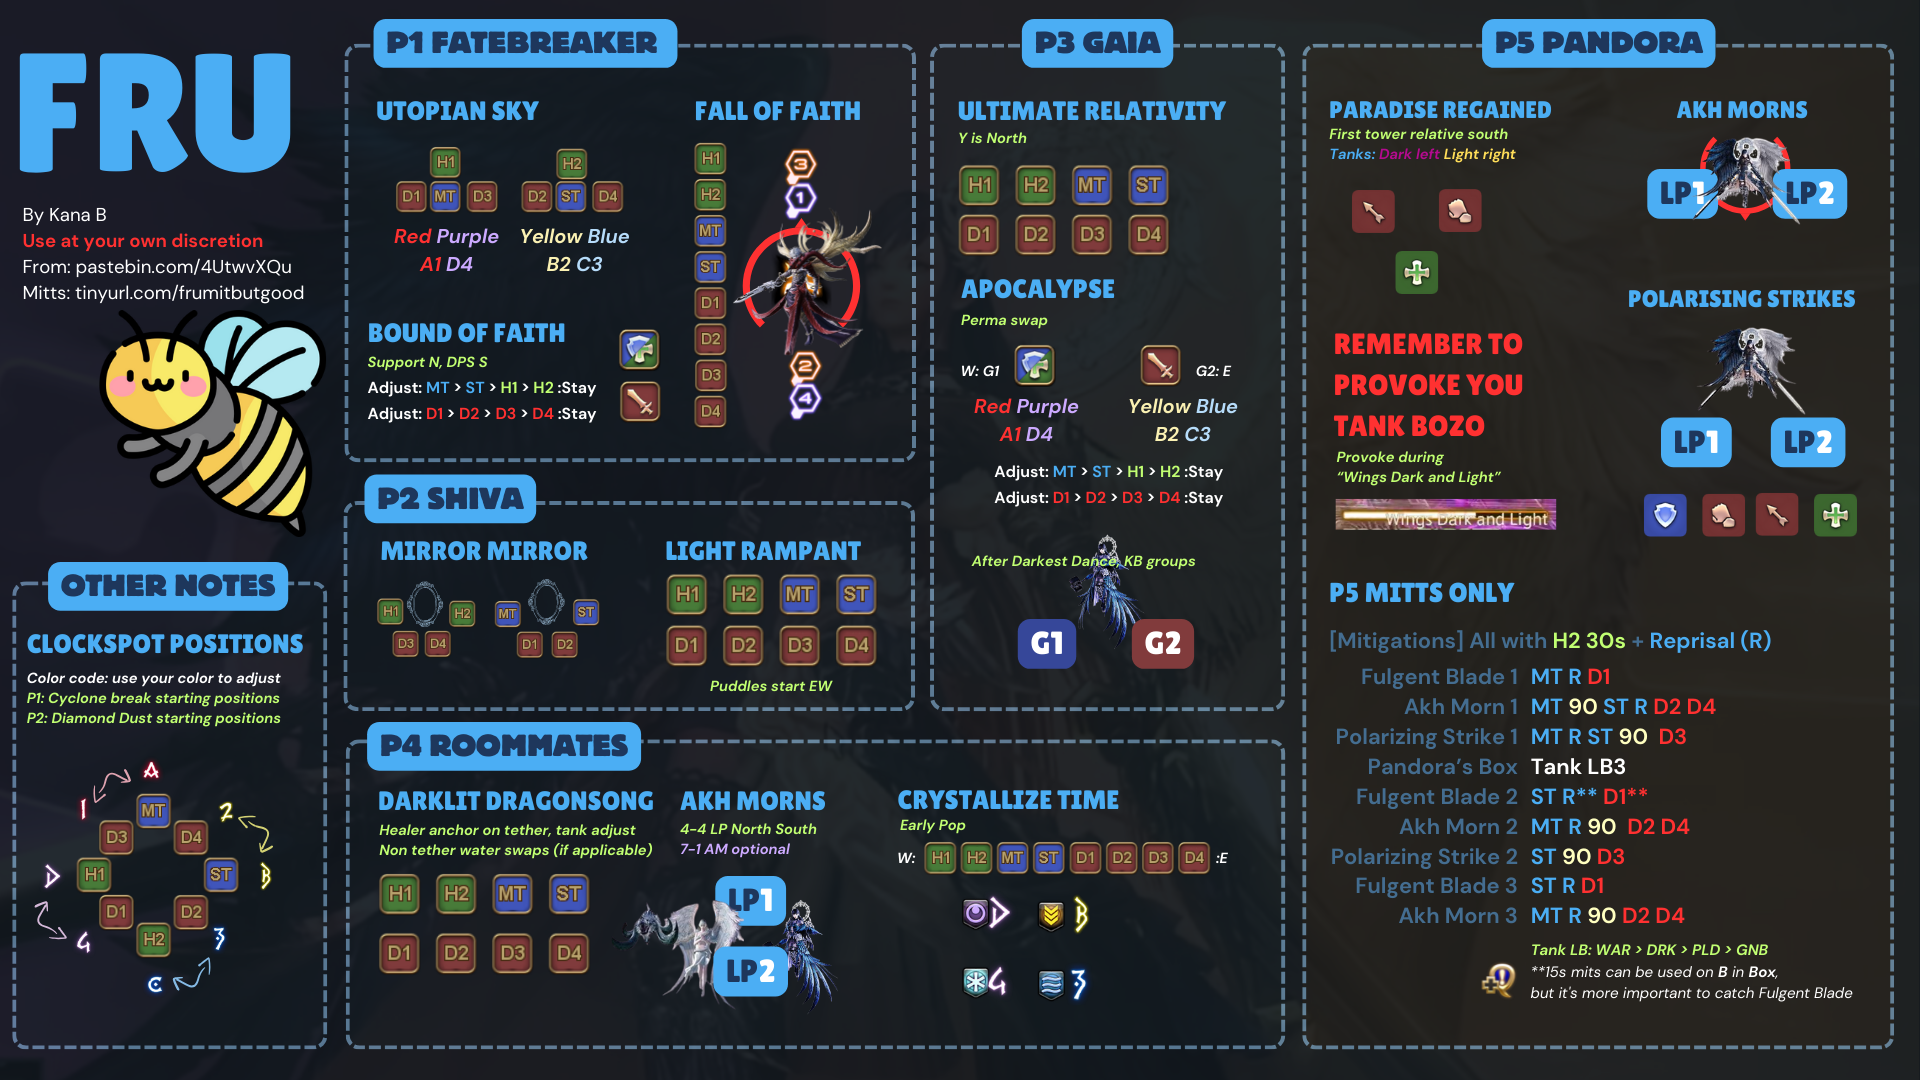 FRU
By Kana B
Use at your own discretion
From: pastebin.com/4UtwvXQu
Mitts: tinyurl.com/frumitbutgood
OTHER NOTES
CLOCKSPOT POSITIONS
Color code: use your color to adjust
P1: Cyclone break starting positions
P2: Diamond Dust starting positions
A
1 MT 2
D3 D4
D H1 ST B
D1 D2
4 H2 3
C
P1 FATEBREAKER
UTOPIAN SKY
H1 H2
D1 MT D3 D2 ST D4
Red Purple Yellow Blue
A1 D4 B2 C3
BOUND OF FAITH
Support N, DPS S
Adjust: MT > ST > H1 > H2 :Stay
Adjust: D1 > D2 > D3 > D4 :Stay
FALL OF FAITH
H1
H2
MT
ST
D1
D2
D3
D4
3
1
2
4
P2 SHIVA
MIRROR MIRROR
H1 H2 MT ST
D3 D4 D1 D2
LIGHT RAMPANT
H1 H2 MT ST
D1 D2 D3 D4
Puddles start EW
P3 GAIA
ULTIMATE RELATIVITY
Y is North
H1 H2 MT ST
D1 D2 D3 D4
APOCALYPSE
Perma swap
W: G1 G2: E
Red Purple Yellow Blue
A1 D4 B2 C3
Adjust: MT > ST > H1 > H2 :Stay
Adjust: D1 > D2 > D3 > D4 :Stay
After Darkest Dance, KB groups
G1 G2
P4 ROOMMATES
DARKLIT DRAGONSONG
Healer anchor on tether, tank adjust
Non tether water swaps (if applicable)
H1 H2 MT ST
D1 D2 D3 D4
AKH MORNS
4-4 LP North South
7-1 AM optional
LP1
LP2
CRYSTALLIZE TIME
Early Pop
W: H1 H2 MT ST D1 D2 D3 D4 :E
D B
4 3
P5 PANDORA
PARADISE REGAINED
First tower relative south
Tanks: Dark left Light right
REMEMBER TO
PROVOKE YOU
TANK BOZO
Provoke during
“Wings Dark and Light”
Wings Dark and Light
AKH MORNS
LP1 LP2
POLARISING STRIKES
LP1 LP2
P5 MITTS ONLY
[Mitigations] All with H2 30s + Reprisal (R)
Fulgent Blade 1 MT R D1
Akh Morn 1 MT 90 ST R D2 D4
Polarizing Strike 1 MT R ST 90 D3
Pandora’s Box Tank LB3
Fulgent Blade 2 ST R** D1**
Akh Morn 2 MT R 90 D2 D4
Polarizing Strike 2 ST 90 D3
Fulgent Blade 3 ST R D1
Akh Morn 3 MT R 90 D2 D4
Tank LB: WAR > DRK > PLD > GNB
**15s mits can be used on B in Box,
but it's more important to catch Fulgent Blade